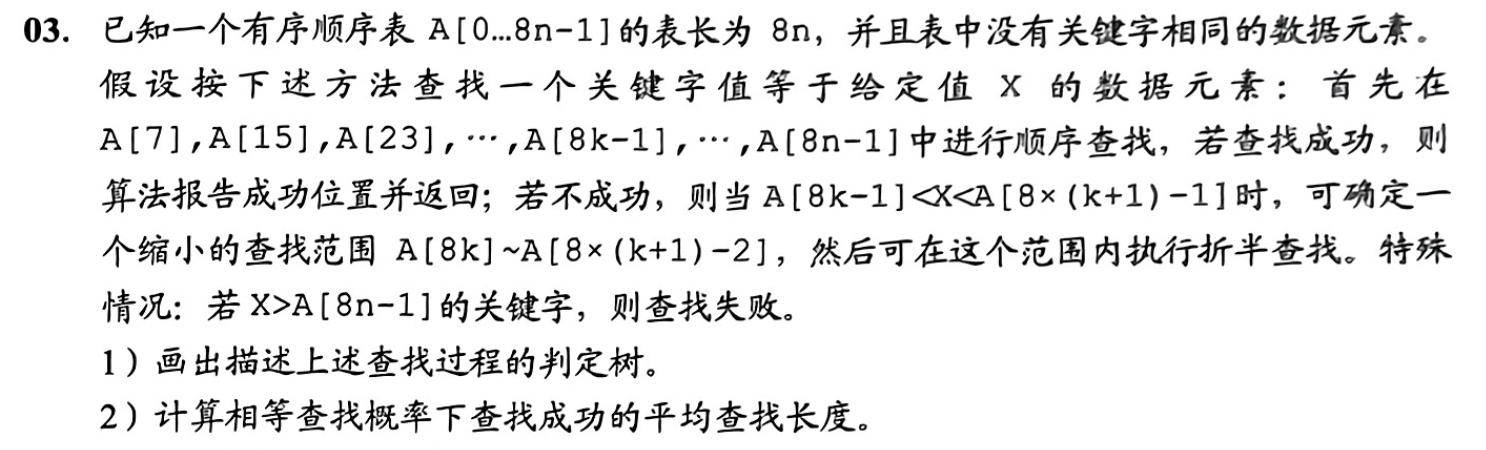 03. 已知一个有序顺序表 A[0…8n-1]的表长为 8n，并且表中没有关键字相同的数据元素。
假设按下述方法查找一个关键字值等于给定值 X 的数据元素：首先在
A[7],A[15],A[23],…,A[8k-1],…,A[8n-1]中进行顺序查找，若查找成功，则
算法报告成功位置并返回；若不成功，则当 A[8k-1]<X<A[8×(k+1)-1]时，可确定一
个缩小的查找范围 A[8k]~A[8×(k+1)-2]，然后可在这个范围内执行折半查找。特殊
情况：若 X>A[8n-1]的关键字，则查找失败。
1）画出描述上述查找过程的判定树。
2）计算相等查找概率下查找成功的平均查找长度。